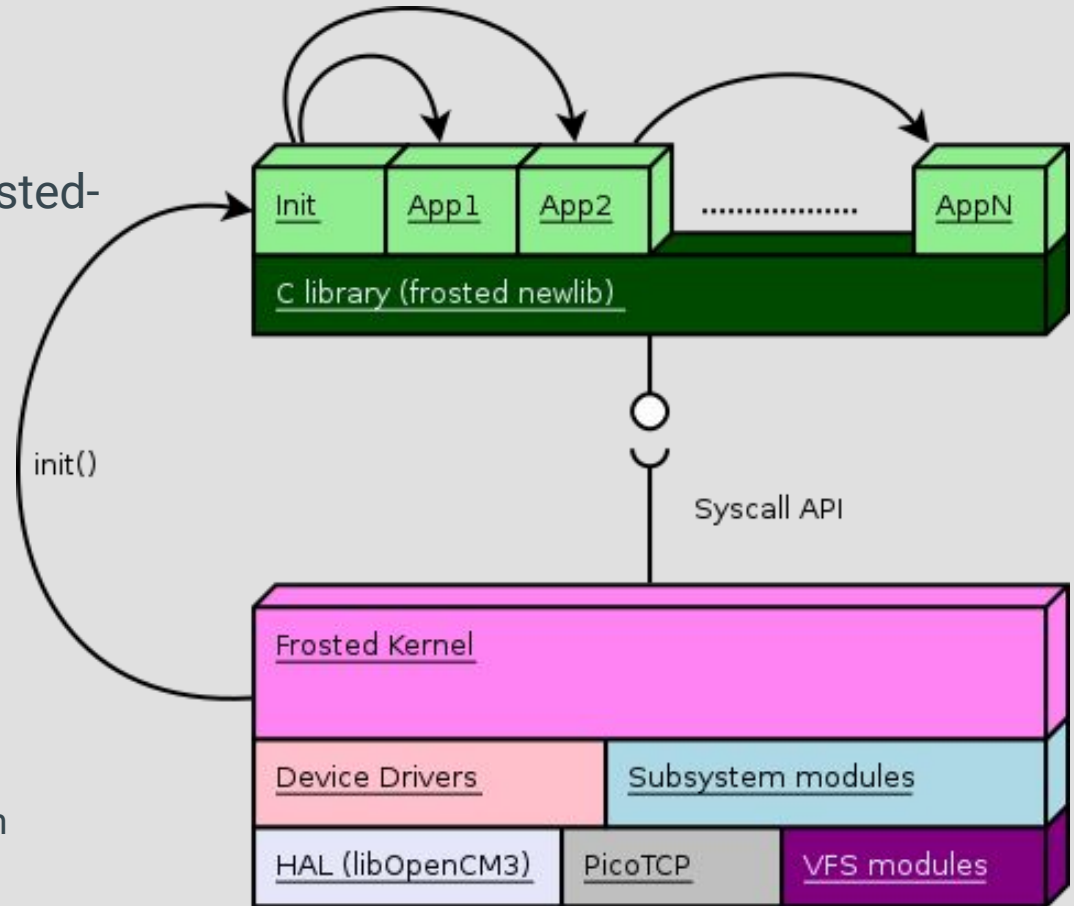 sted-
Init
App1
App2
..................
AppN
C library (frosted newlib)
init()
Syscall API
Frosted Kernel
Device Drivers
Subsystem modules
HAL (libOpenCM3)
PicoTCP
VFS modules